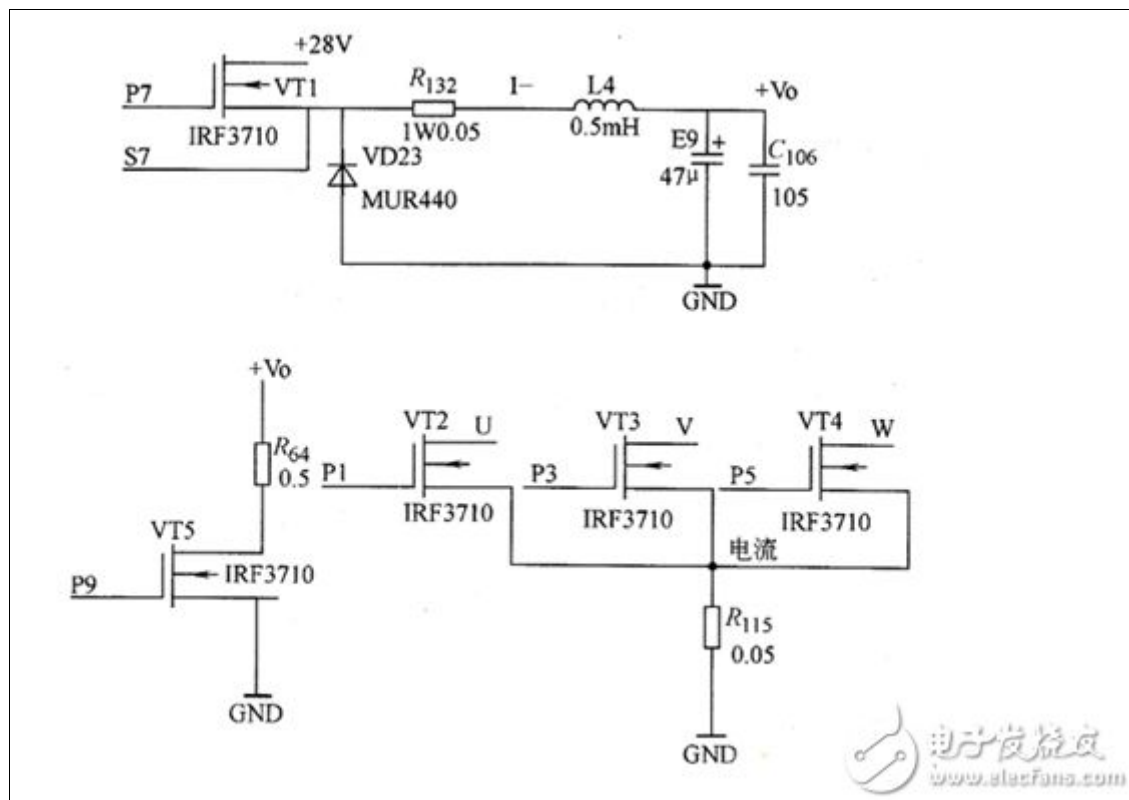 +28V
P7
VT1
IRF3710
S7
R132
1W0.05
I-
L4
0.5mH
+Vo
E9
+
47μ
C106
105
VD23
MUR440
GND
+Vo
R64
0.5
VT5
IRF3710
P9
GND
VT2
U
P1
IRF3710
VT3
V
P3
IRF3710
VT4
W
P5
IRF3710
电流
R115
0.05
GND
电子发烧友
www.elecfans.com